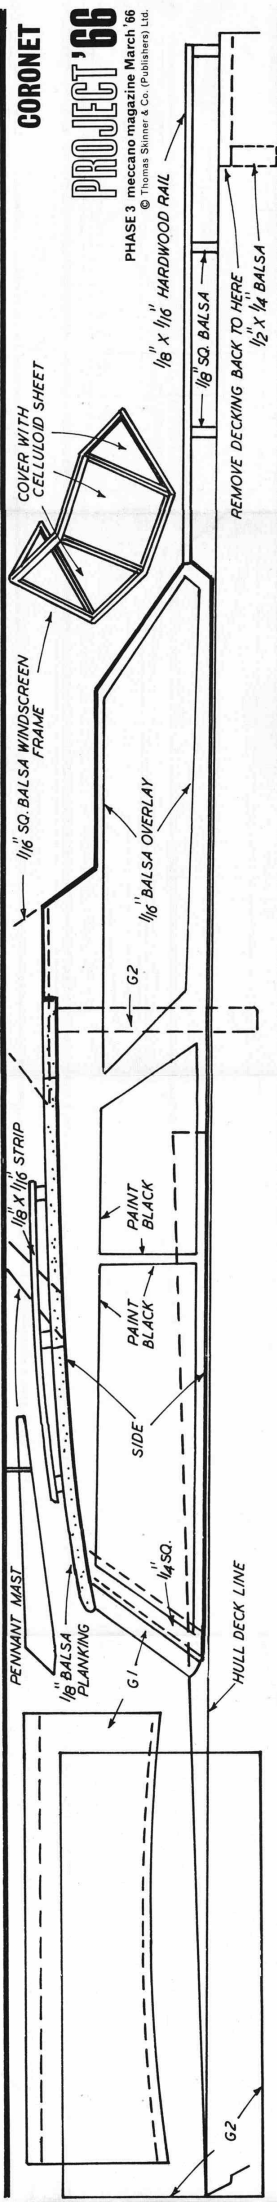 CORONET
PROJECT '66
PHASE 3 meccano magazine March '66
© Thomas Skinner & Co. (Publishers) Ltd.
1/8" X 1/16" HARDWOOD RAIL
1/8" SQ. BALSA
REMOVE DECKING BACK TO HERE
1/2" X 1/4" BALSA
COVER WITH
CELLULOID SHEET
1/16" SQ. BALSA WINDSCREEN
FRAME
1/16" BALSA OVERLAY
G2
1/8" X 1/16" STRIP
PAINT
BLACK
PAINT
BLACK
SIDE
PENNANT MAST
1/8" BALSA
PLANKING
1/4" SQ.
G1
HULL DECK LINE
G2